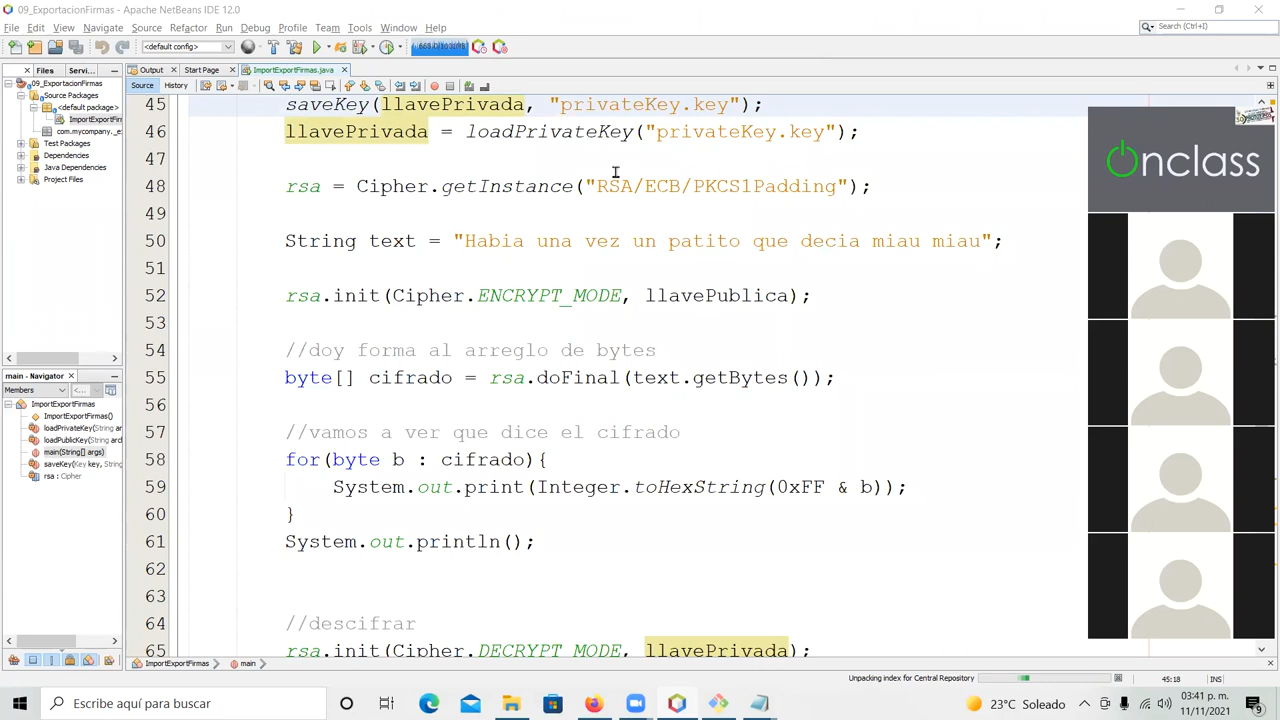 09_ExportacionFirmas - Apache NetBeans IDE 12.0
File Edit View Navigate Source Refactor Run Debug Profile Team Tools Window Help
Search (Ctrl+I)
<default config>
Files Servi...
Output Start Page ImportExportFirmas.java
Source History
09_ExportacionFirmas
Source Packages
<default package>
ImportExportFirm
com.mycompany._e
Test Packages
Dependencies
Java Dependencies
Project Files
45 saveKey(llavePrivada, "privateKey.key");
46 llavePrivada = loadPrivateKey("privateKey.key");
47
48 rsa = Cipher.getInstance("RSA/ECB/PKCS1Padding");
49
50 String text = "Habia una vez un patito que decia miau miau";
51
52 rsa.init(Cipher.ENCRYPT_MODE, llavePublica);
53
54 //doy forma al arreglo de bytes
55 byte[] cifrado = rsa.doFinal(text.getBytes());
56
57 //vamos a ver que dice el cifrado
58 for(byte b : cifrado){
59 System.out.print(Integer.toHexString(0xFF & b));
60 }
61 System.out.println();
62
63
64 //descifrar
65 rsa.init(Cipher.DECRYPT_MODE, llavePrivada);
main - Navigator
Members <...
ImportExportFirmas
ImportExportFirmas()
loadPrivateKey(String ar
loadPublicKey(String arc
main(String[] args)
saveKey(Key key, String
rsa : Cipher
Onclass
ImportExportFirmas main
Unpacking index for Central Repository
45:18 INS
Escribe aquí para buscar
23°C Soleado
03:41 p. m.
11/11/2021
9